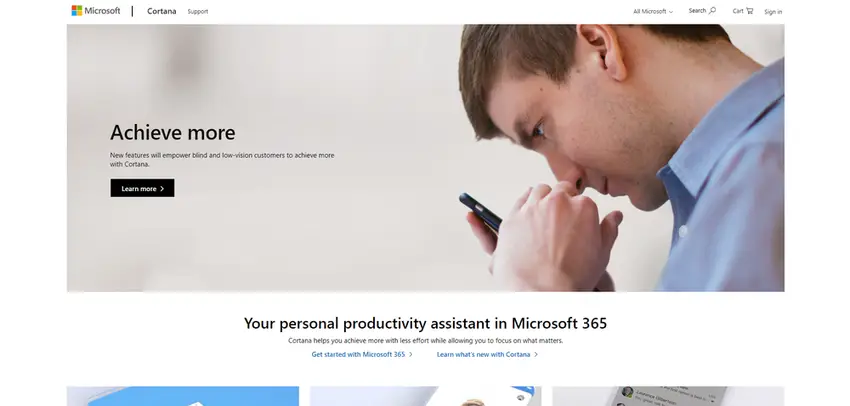 Microsoft
Cortana
Support
All Microsoft
Search
Cart
Sign in
Achieve more
New features will empower blind and low-vision customers to achieve more
with Cortana.
Learn more
Your personal productivity assistant in Microsoft 365
Cortana helps you achieve more with less effort while allowing you to focus on what matters.
Get started with Microsoft 365
Learn what's new with Cortana